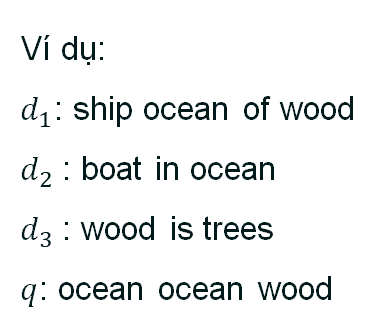 Ví dụ:
d₁: ship ocean of wood
d₂ : boat in ocean
d₃ : wood is trees
q: ocean ocean wood